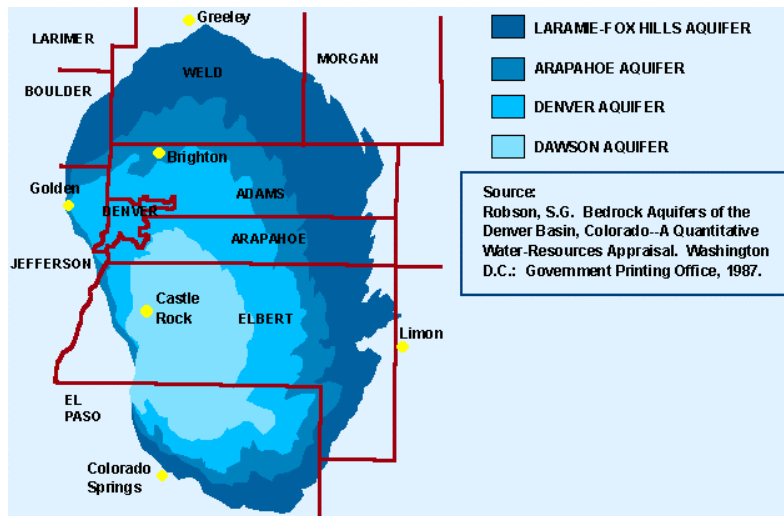 Greeley
LARIMER
MORGAN
WELD
BOULDER
Brighton
Golden
ADAMS
DENVER
ARAPAHOE
JEFFERSON
Castle
Rock
ELBERT
Limon
EL
PASO
Colorado
Springs
LARAMIE-FOX HILLS AQUIFER
ARAPAHOE AQUIFER
DENVER AQUIFER
DAWSON AQUIFER
Source:
Robson, S.G. Bedrock Aquifers of the
Denver Basin, Colorado--A Quantitative
Water-Resources Appraisal. Washington
D.C.: Government Printing Office, 1987.